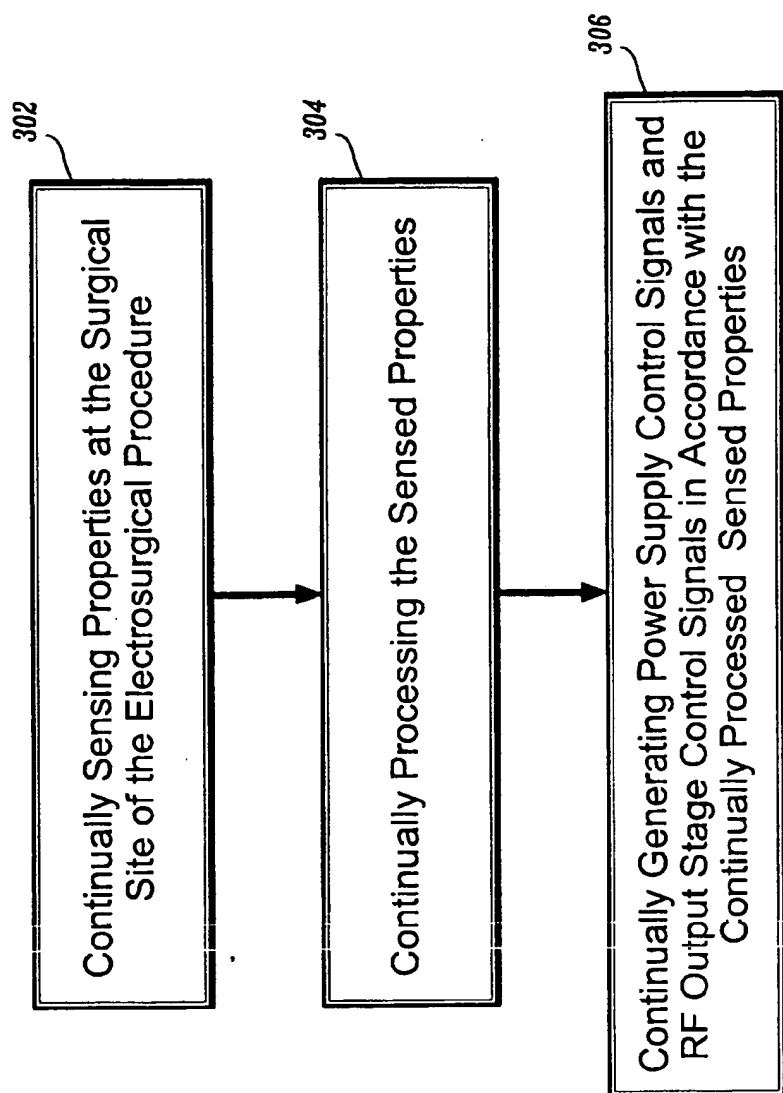 302
Continually Sensing Properties at the Surgical
Site of the Electrosurgical Procedure
304
Continually Processing the Sensed Properties
306
Continually Generating Power Supply Control Signals and
RF Output Stage Control Signals in Accordance with the
Continually Processed Sensed Properties